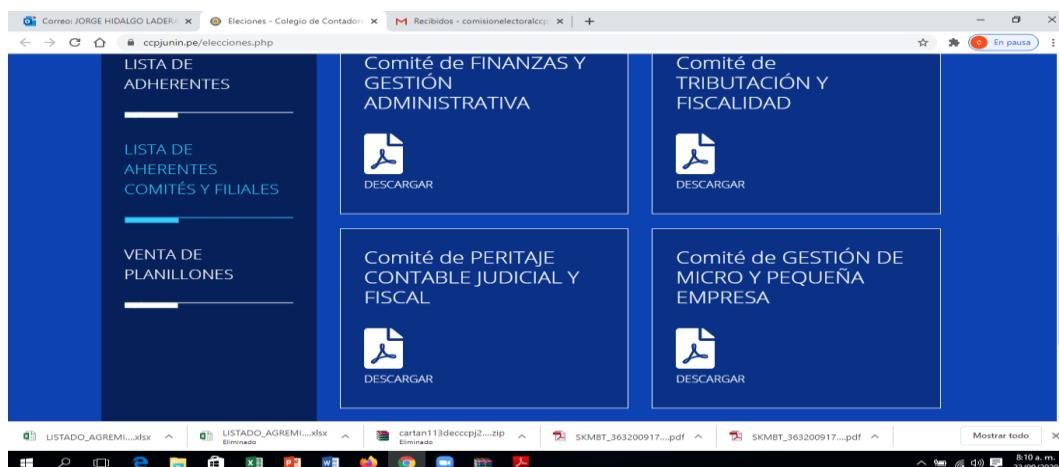 Correo: JORGE HIDALGO LADERA
Eleciones - Colegio de Contador
Recibidos - comisionelectoralccp
ccpjunin.pe/elecciones.php
En pausa
LISTA DE
ADHERENTES
LISTA DE
AHERENTES
COMITÉS Y FILIALES
VENTA DE
PLANILLONES
Comité de FINANZAS Y
GESTIÓN
ADMINISTRATIVA
DESCARGAR
Comité de
TRIBUTACIÓN Y
FISCALIDAD
DESCARGAR
Comité de PERITAJE
CONTABLE JUDICIAL Y
FISCAL
DESCARGAR
Comité de GESTIÓN DE
MICRO Y PEQUEÑA
EMPRESA
DESCARGAR
LISTADO_AGREMI....xlsx
LISTADO_AGREMI....xlsx
Eliminado
cartan113decccpj2....zip
Eliminado
SKMBT_363200917....pdf
SKMBT_363200917....pdf
Mostrar todo
8:10 a. m.